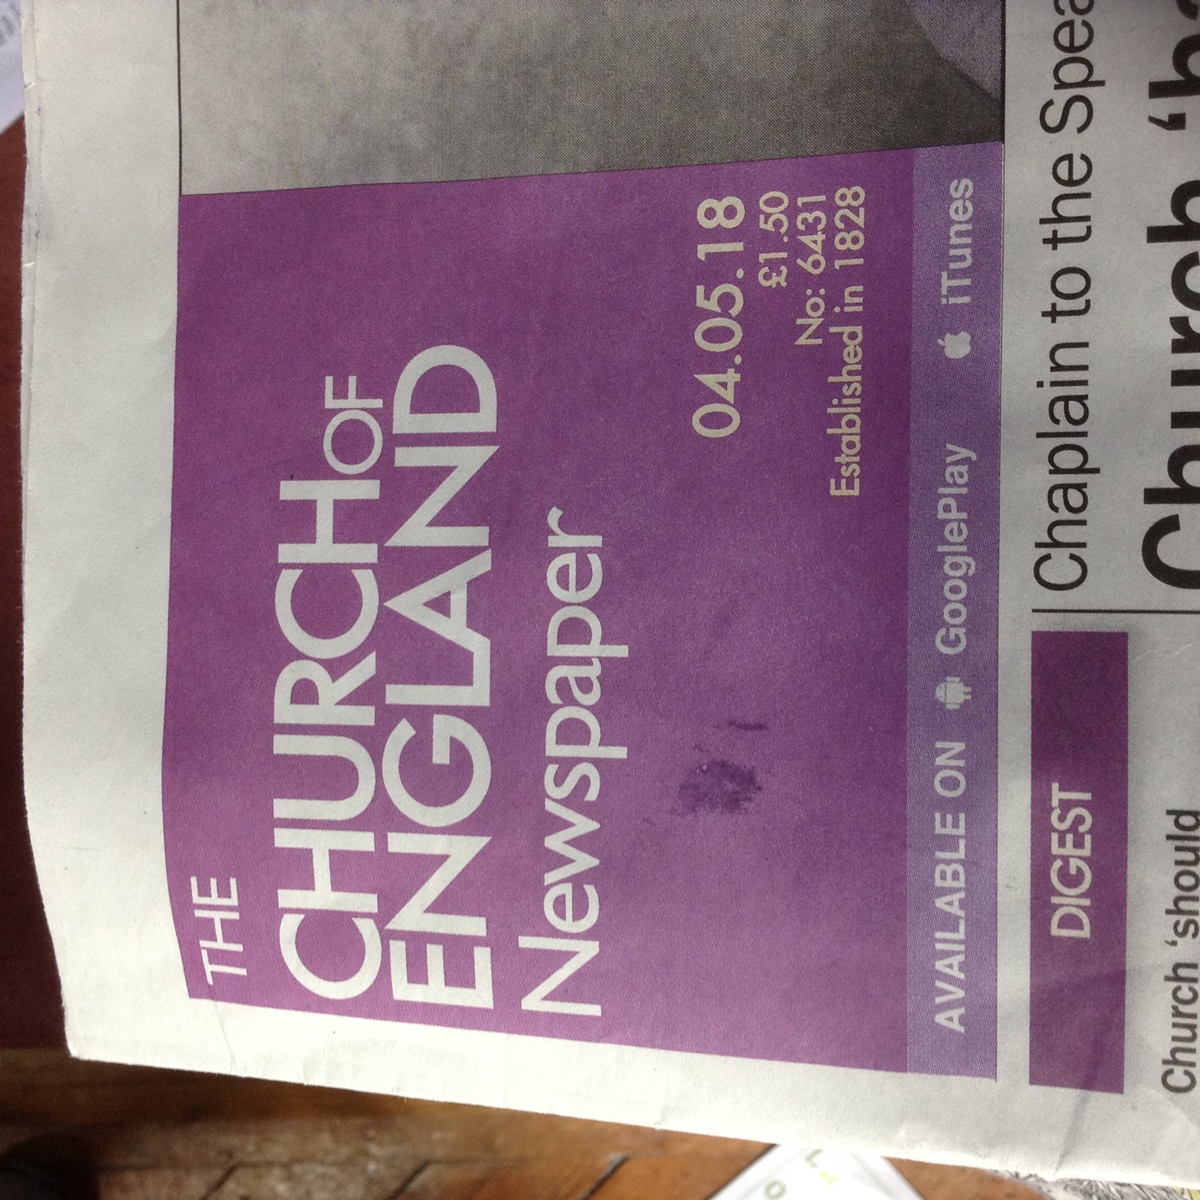 THE
CHURCH OF
ENGLAND
Newspaper
04.05.18
£1.50
No: 6431
Established in 1828
AVAILABLE ON GooglePlay iTunes
DIGEST
Church ‘should
Chaplain to the
Church